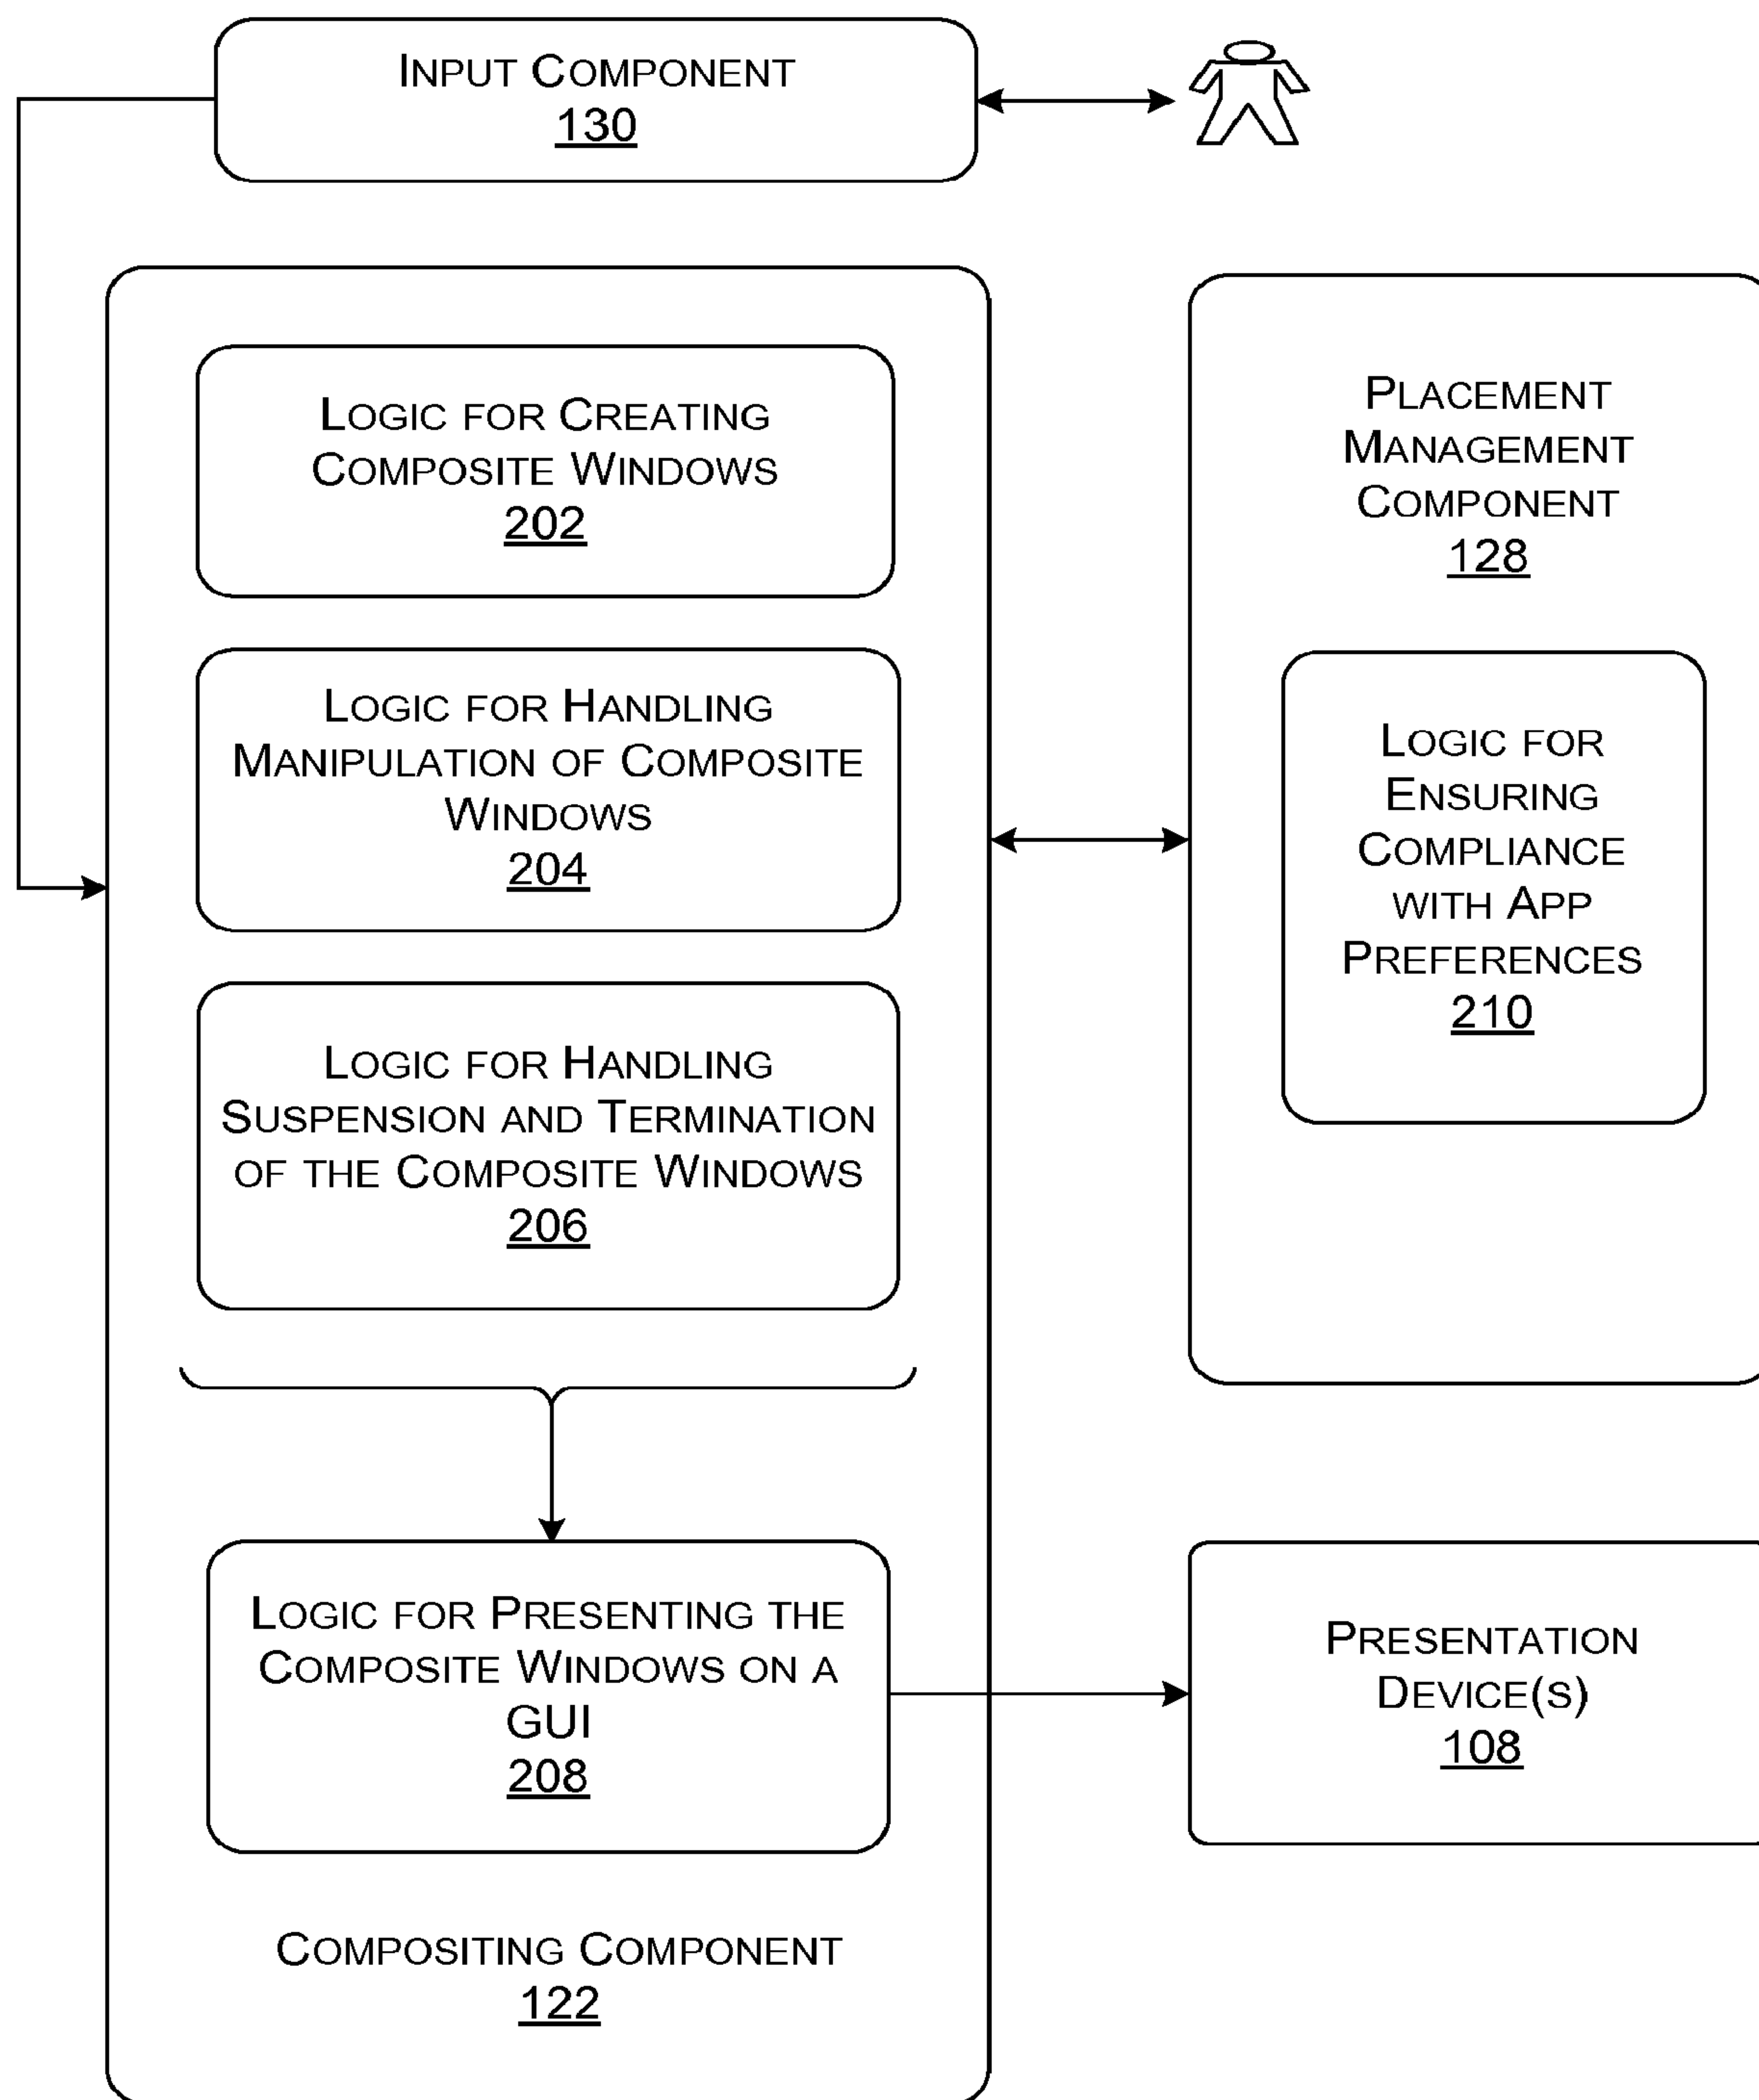 INPUT COMPONENT
130
LOGIC FOR CREATING
COMPOSITE WINDOWS
202
LOGIC FOR HANDLING
MANIPULATION OF COMPOSITE
WINDOWS
204
LOGIC FOR HANDLING
SUSPENSION AND TERMINATION
OF THE COMPOSITE WINDOWS
206
LOGIC FOR PRESENTING THE
COMPOSITE WINDOWS ON A
GUI
208
COMPOSITING COMPONENT
122
PLACEMENT
MANAGEMENT
COMPONENT
128
LOGIC FOR
ENSURING
COMPLIANCE
WITH APP
PREFERENCES
210
PRESENTATION
DEVICE(S)
108